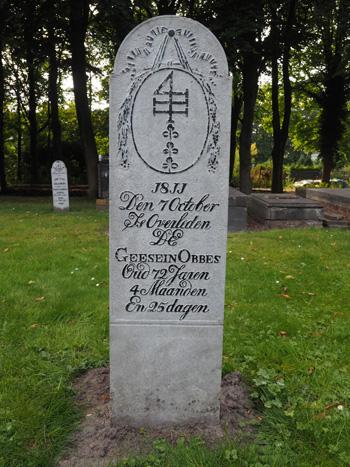 1811
Den 7 October
Is Overleden
DE
GEESEIN OBBES
Oud 72 Jaren
4 Maanden
En 25 dagen